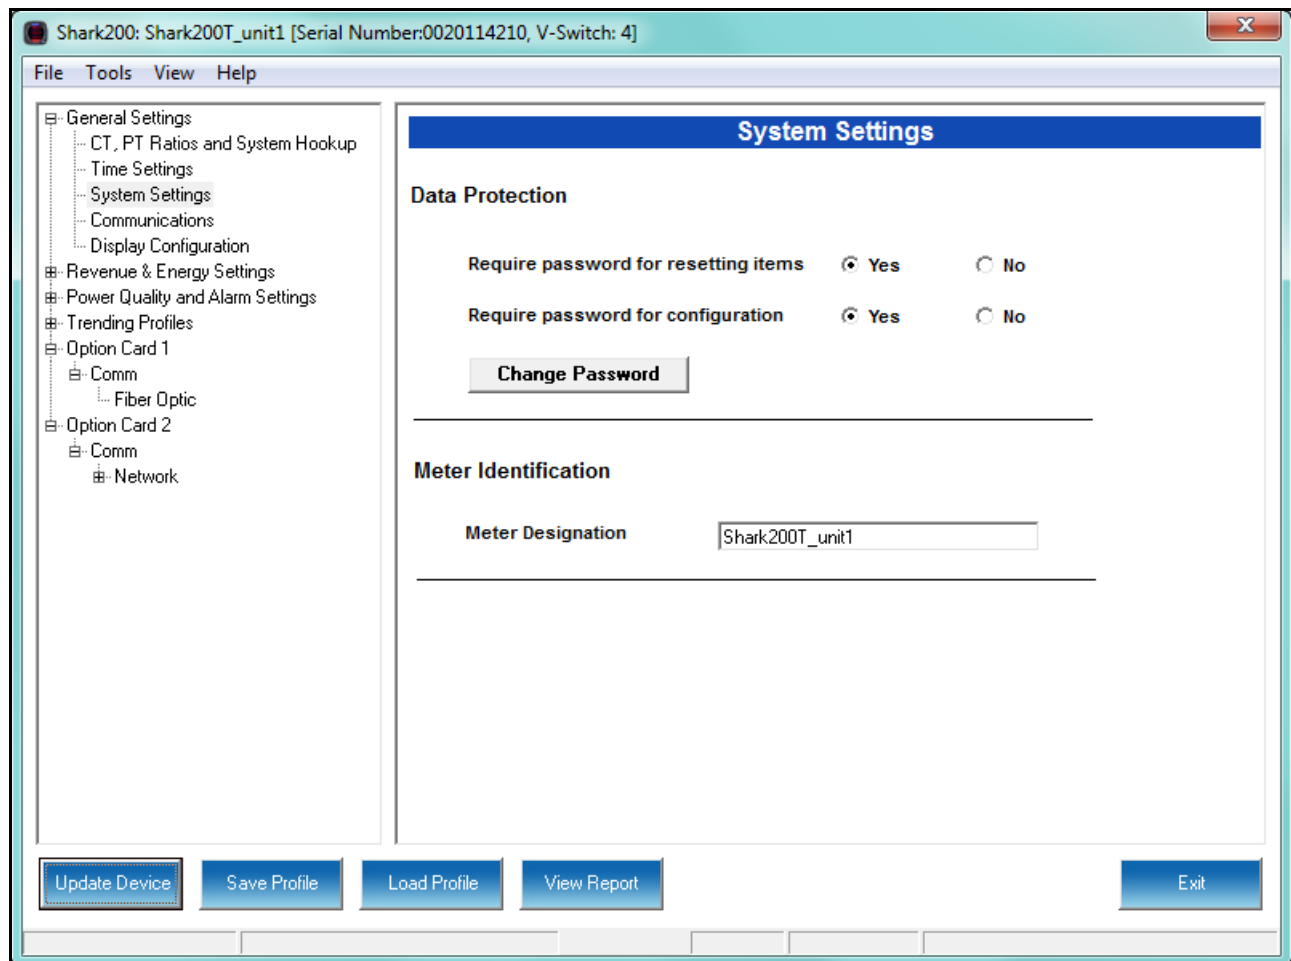 Shark200: Shark200T_unit1 [Serial Number:0020114210, V-Switch: 4]
File Tools View Help
General Settings
CT, PT Ratios and System Hookup
Time Settings
System Settings
Communications
Display Configuration
Revenue & Energy Settings
Power Quality and Alarm Settings
Trending Profiles
Option Card 1
Comm
Fiber Optic
Option Card 2
Comm
Network
System Settings
Data Protection
Require password for resetting items Yes No
Require password for configuration Yes No
Change Password
Meter Identification
Meter Designation Shark200T_unit1
Update Device Save Profile Load Profile View Report Exit